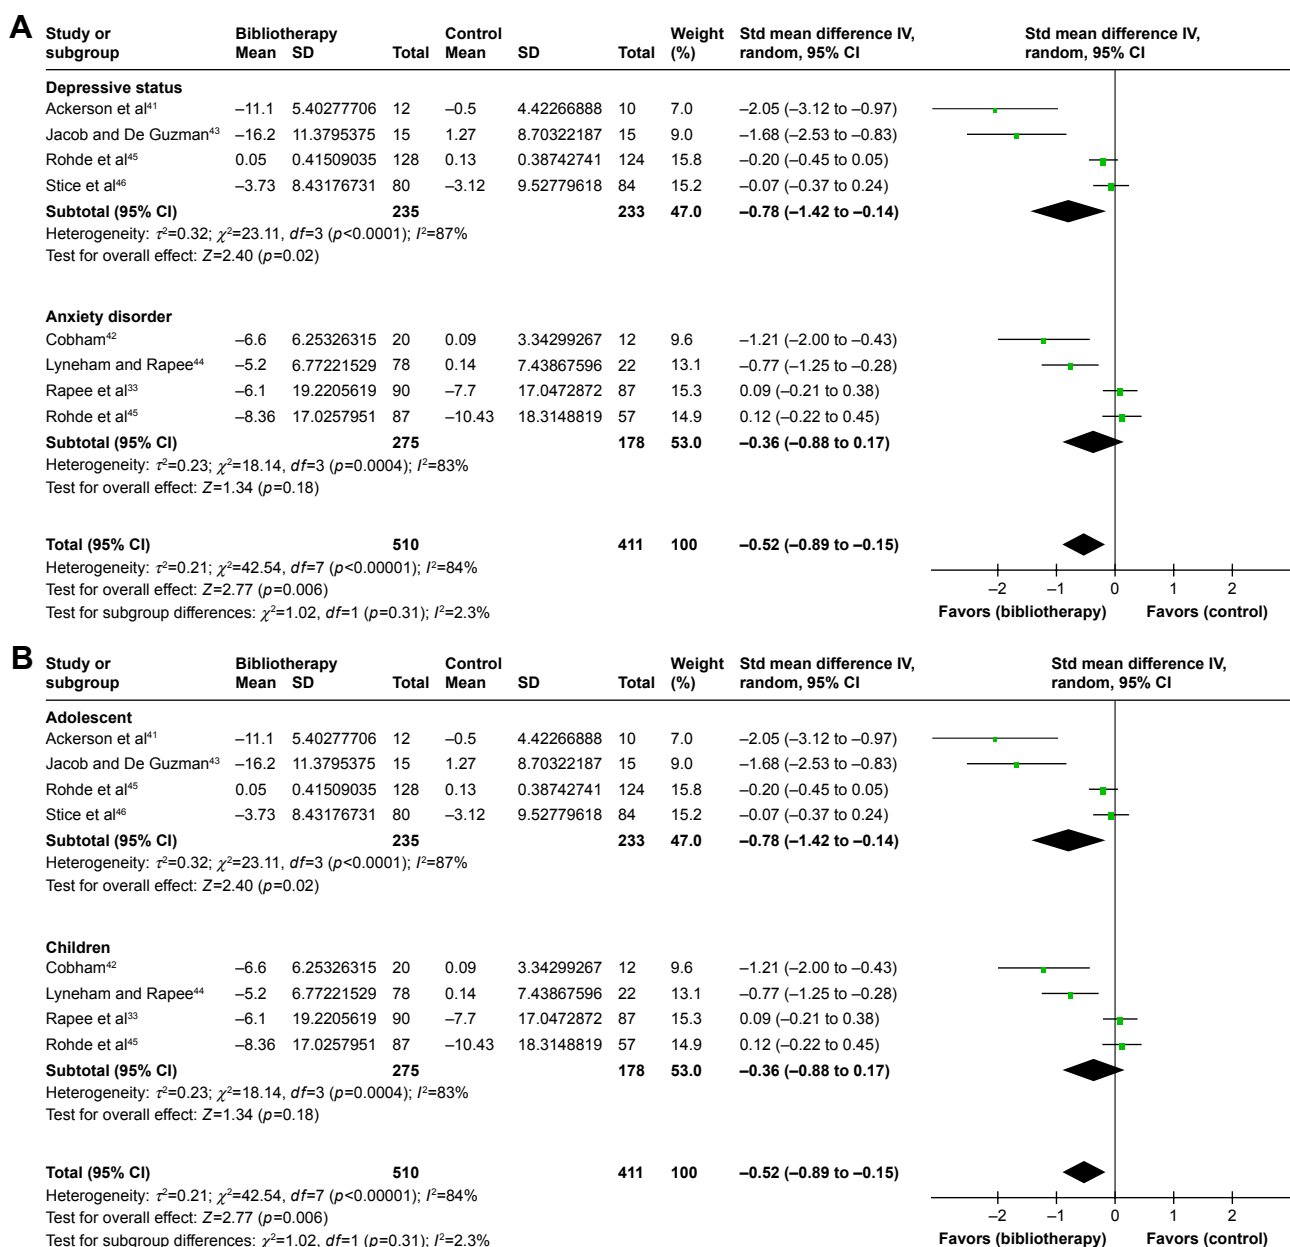 A
Study or subgroup Bibliotherapy Mean SD Total Control Mean SD Total Weight (%) Std mean difference IV, random, 95% CI Std mean difference IV, random, 95% CI
Depressive status
Ackerson et al41 –11.1 5.40277706 12 –0.5 4.42266888 10 7.0 –2.05 (–3.12 to –0.97)
Jacob and De Guzman43 –16.2 11.3795375 15 1.27 8.70322187 15 9.0 –1.68 (–2.53 to –0.83)
Rohde et al45 0.05 0.41509035 128 0.13 0.38742741 124 15.8 –0.20 (–0.45 to 0.05)
Stice et al46 –3.73 8.43176731 80 –3.12 9.52779618 84 15.2 –0.07 (–0.37 to 0.24)
Subtotal (95% CI) 235 233 47.0 –0.78 (–1.42 to –0.14)
Heterogeneity: τ²=0.32; χ²=23.11, df=3 (p<0.0001); I²=87%
Test for overall effect: Z=2.40 (p=0.02)
Anxiety disorder
Cobham42 –6.6 6.25326315 20 0.09 3.34299267 12 9.6 –1.21 (–2.00 to –0.43)
Lyneham and Rapee44 –5.2 6.77221529 78 0.14 7.43867596 22 13.1 –0.77 (–1.25 to –0.28)
Rapee et al33 –6.1 19.2205619 90 –7.7 17.0472872 87 15.3 0.09 (–0.21 to 0.38)
Rohde et al45 –8.36 17.0257951 87 –10.43 18.3148819 57 14.9 0.12 (–0.22 to 0.45)
Subtotal (95% CI) 275 178 53.0 –0.36 (–0.88 to 0.17)
Heterogeneity: τ²=0.23; χ²=18.14, df=3 (p=0.0004); I²=83%
Test for overall effect: Z=1.34 (p=0.18)
Total (95% CI) 510 411 100 –0.52 (–0.89 to –0.15)
Heterogeneity: τ²=0.21; χ²=42.54, df=7 (p<0.00001); I²=84%
Test for overall effect: Z=2.77 (p=0.006)
Test for subgroup differences: χ²=1.02, df=1 (p=0.31); I²=2.3%
–2 –1 0 1 2
Favors (bibliotherapy) Favors (control)
B
Study or subgroup Bibliotherapy Mean SD Total Control Mean SD Total Weight (%) Std mean difference IV, random, 95% CI Std mean difference IV, random, 95% CI
Adolescent
Ackerson et al41 –11.1 5.40277706 12 –0.5 4.42266888 10 7.0 –2.05 (–3.12 to –0.97)
Jacob and De Guzman43 –16.2 11.3795375 15 1.27 8.70322187 15 9.0 –1.68 (–2.53 to –0.83)
Rohde et al45 0.05 0.41509035 128 0.13 0.38742741 124 15.8 –0.20 (–0.45 to 0.05)
Stice et al46 –3.73 8.43176731 80 –3.12 9.52779618 84 15.2 –0.07 (–0.37 to 0.24)
Subtotal (95% CI) 235 233 47.0 –0.78 (–1.42 to –0.14)
Heterogeneity: τ²=0.32; χ²=23.11, df=3 (p<0.0001); I²=87%
Test for overall effect: Z=2.40 (p=0.02)
Children
Cobham42 –6.6 6.25326315 20 0.09 3.34299267 12 9.6 –1.21 (–2.00 to –0.43)
Lyneham and Rapee44 –5.2 6.77221529 78 0.14 7.43867596 22 13.1 –0.77 (–1.25 to –0.28)
Rapee et al33 –6.1 19.2205619 90 –7.7 17.0472872 87 15.3 0.09 (–0.21 to 0.38)
Rohde et al45 –8.36 17.0257951 87 –10.43 18.3148819 57 14.9 0.12 (–0.22 to 0.45)
Subtotal (95% CI) 275 178 53.0 –0.36 (–0.88 to 0.17)
Heterogeneity: τ²=0.23; χ²=18.14, df=3 (p=0.0004); I²=83%
Test for overall effect: Z=1.34 (p=0.18)
Total (95% CI) 510 411 100 –0.52 (–0.89 to –0.15)
Heterogeneity: τ²=0.21; χ²=42.54, df=7 (p<0.00001); I²=84%
Test for overall effect: Z=2.77 (p=0.006)
Test for subgroup differences: χ²=1.02, df=1 (p=0.31); I²=2.3%
–2 –1 0 1 2
Favors (bibliotherapy) Favors (control)